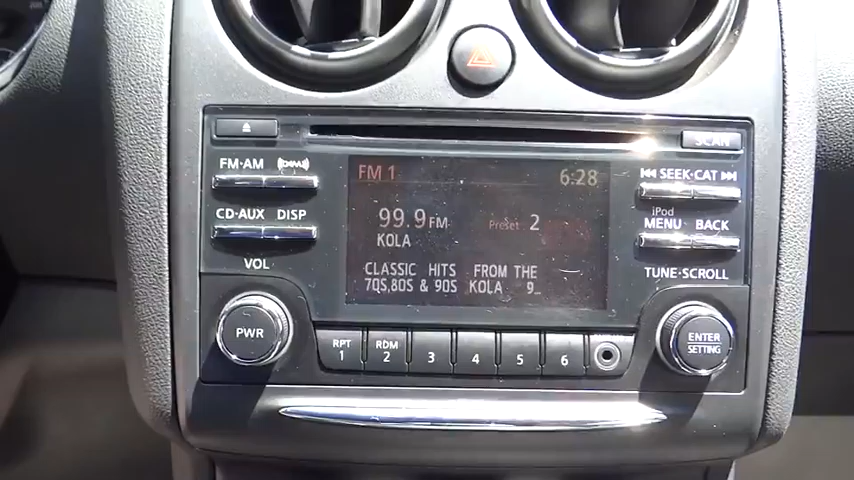 SCAN
FM·AM
SEEK·CAT
CD·AUX DISP
iPod
MENU BACK
VOL
TUNE·SCROLL
FM 1 6:28
99.9 FM Preset 2
KOLA
CLASSIC HITS FROM THE
70S,80S & 90S KOLA 9_
PWR
RPT
1
RDM
2
3
4
5
6
ENTER
SETTING